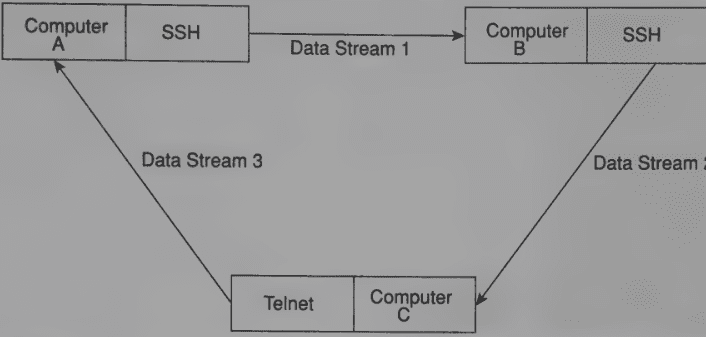 Computer
A
SSH
Data Stream 1
Computer
B
SSH
Data Stream 3
Data Stream
Telnet
Computer
C